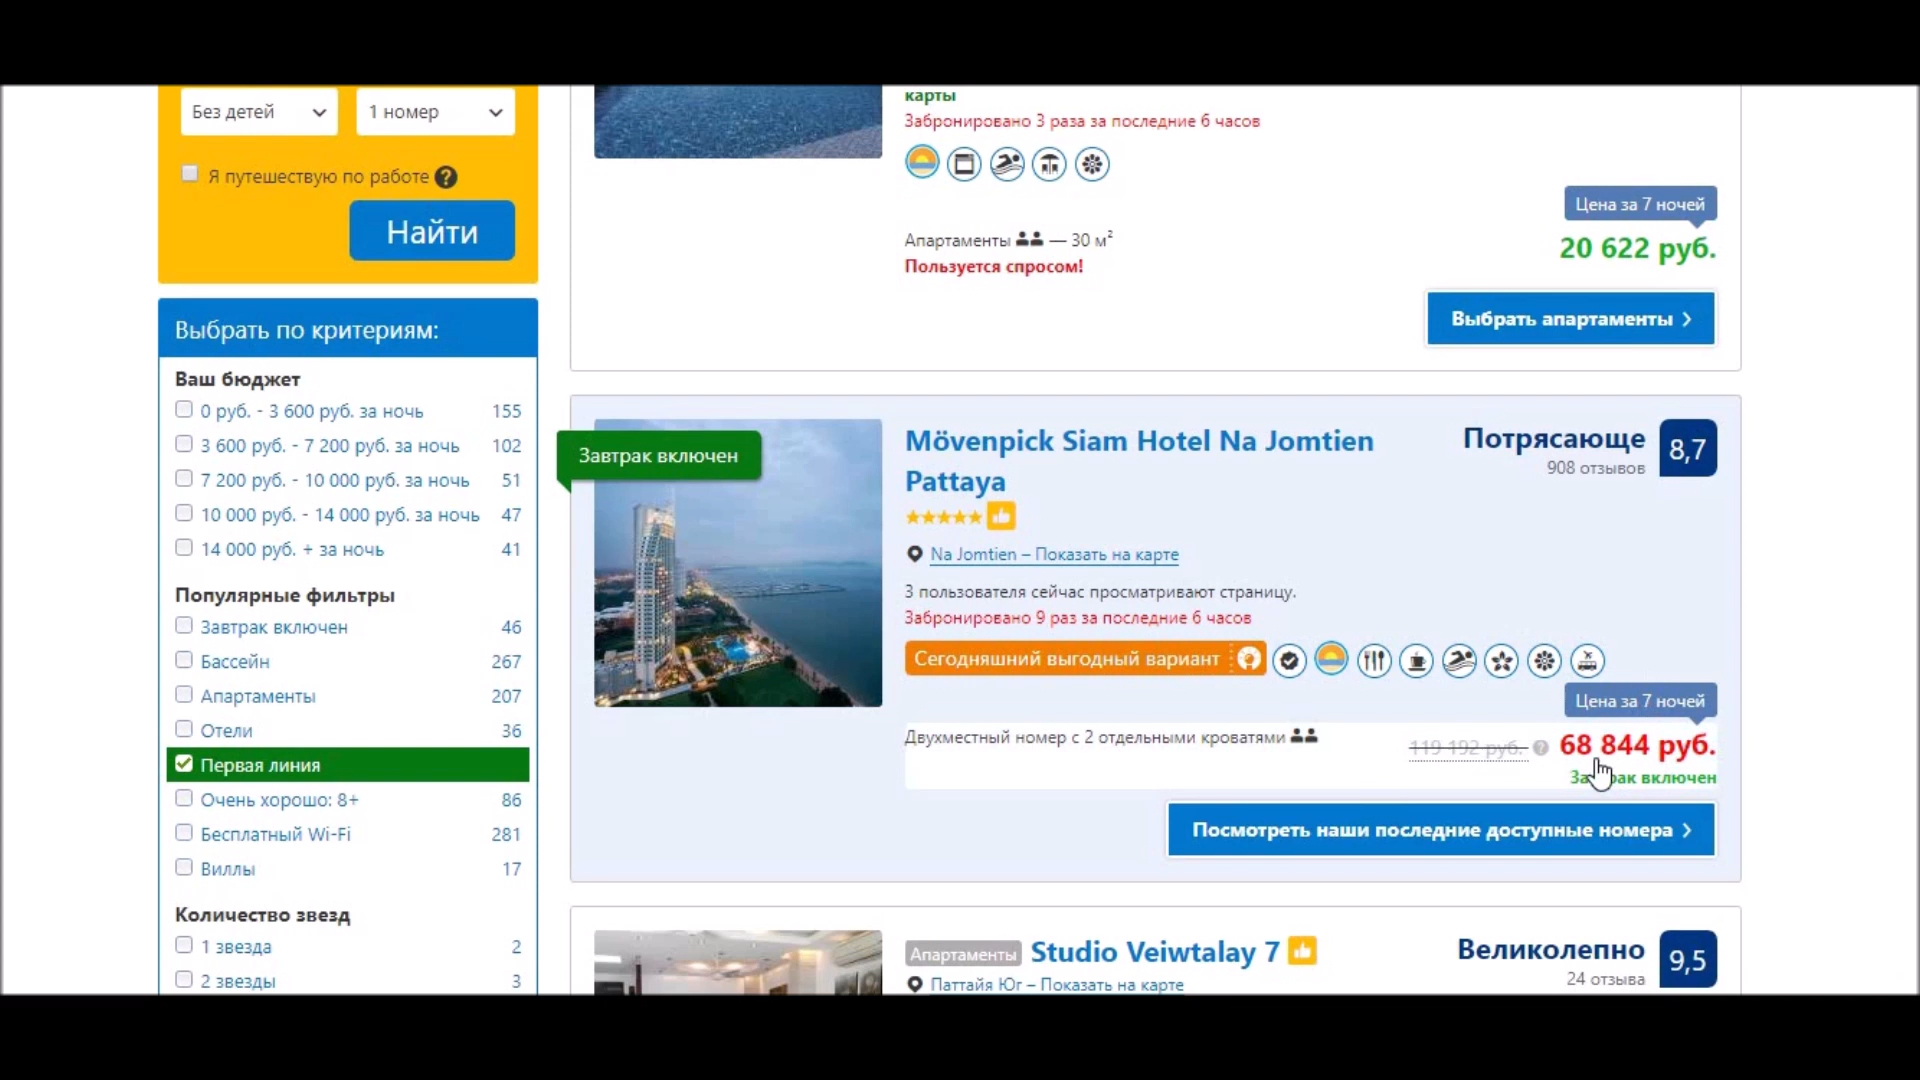 Без детей
1 номер
Я путешествую по работе ?
Найти
Выбрать по критериям:
Ваш бюджет
0 руб. - 3 600 руб. за ночь 155
3 600 руб. - 7 200 руб. за ночь 102
7 200 руб. - 10 000 руб. за ночь 51
10 000 руб. - 14 000 руб. за ночь 47
14 000 руб. + за ночь 41
Популярные фильтры
Завтрак включен 46
Бассейн 267
Апартаменты 207
Отели 36
Первая линия
Очень хорошо: 8+ 86
Бесплатный Wi-Fi 281
Виллы 17
Количество звезд
1 звезда 2
2 звезды 3
карты
Забронировано 3 раза за последние 6 часов
Цена за 7 ночей
Апартаменты — 30 м²
20 622 руб.
Пользуется спросом!
Выбрать апартаменты
Завтрак включен
Mövenpick Siam Hotel Na Jomtien
Pattaya
Потрясающе 8,7
908 отзывов
Na Jomtien – Показать на карте
3 пользователя сейчас просматривают страницу.
Забронировано 9 раз за последние 6 часов
Сегодняшний выгодный вариант
Цена за 7 ночей
Двухместный номер с 2 отдельными кроватями
119 192 руб. ? 68 844 руб.
Завтрак включен
Посмотреть наши последние доступные номера
Апартаменты Studio Veiwtalay 7
Великолепно 9,5
24 отзыва
Паттайя Юг – Показать на карте